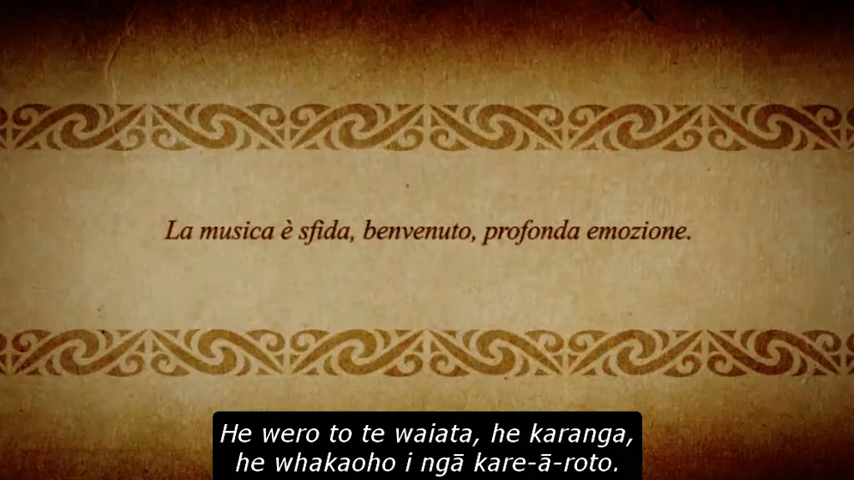 La musica è sfida, benvenuto, profonda emozione.
He wero to te waiata, he karanga,
he whakaoho i ngā kare-ā-roto.